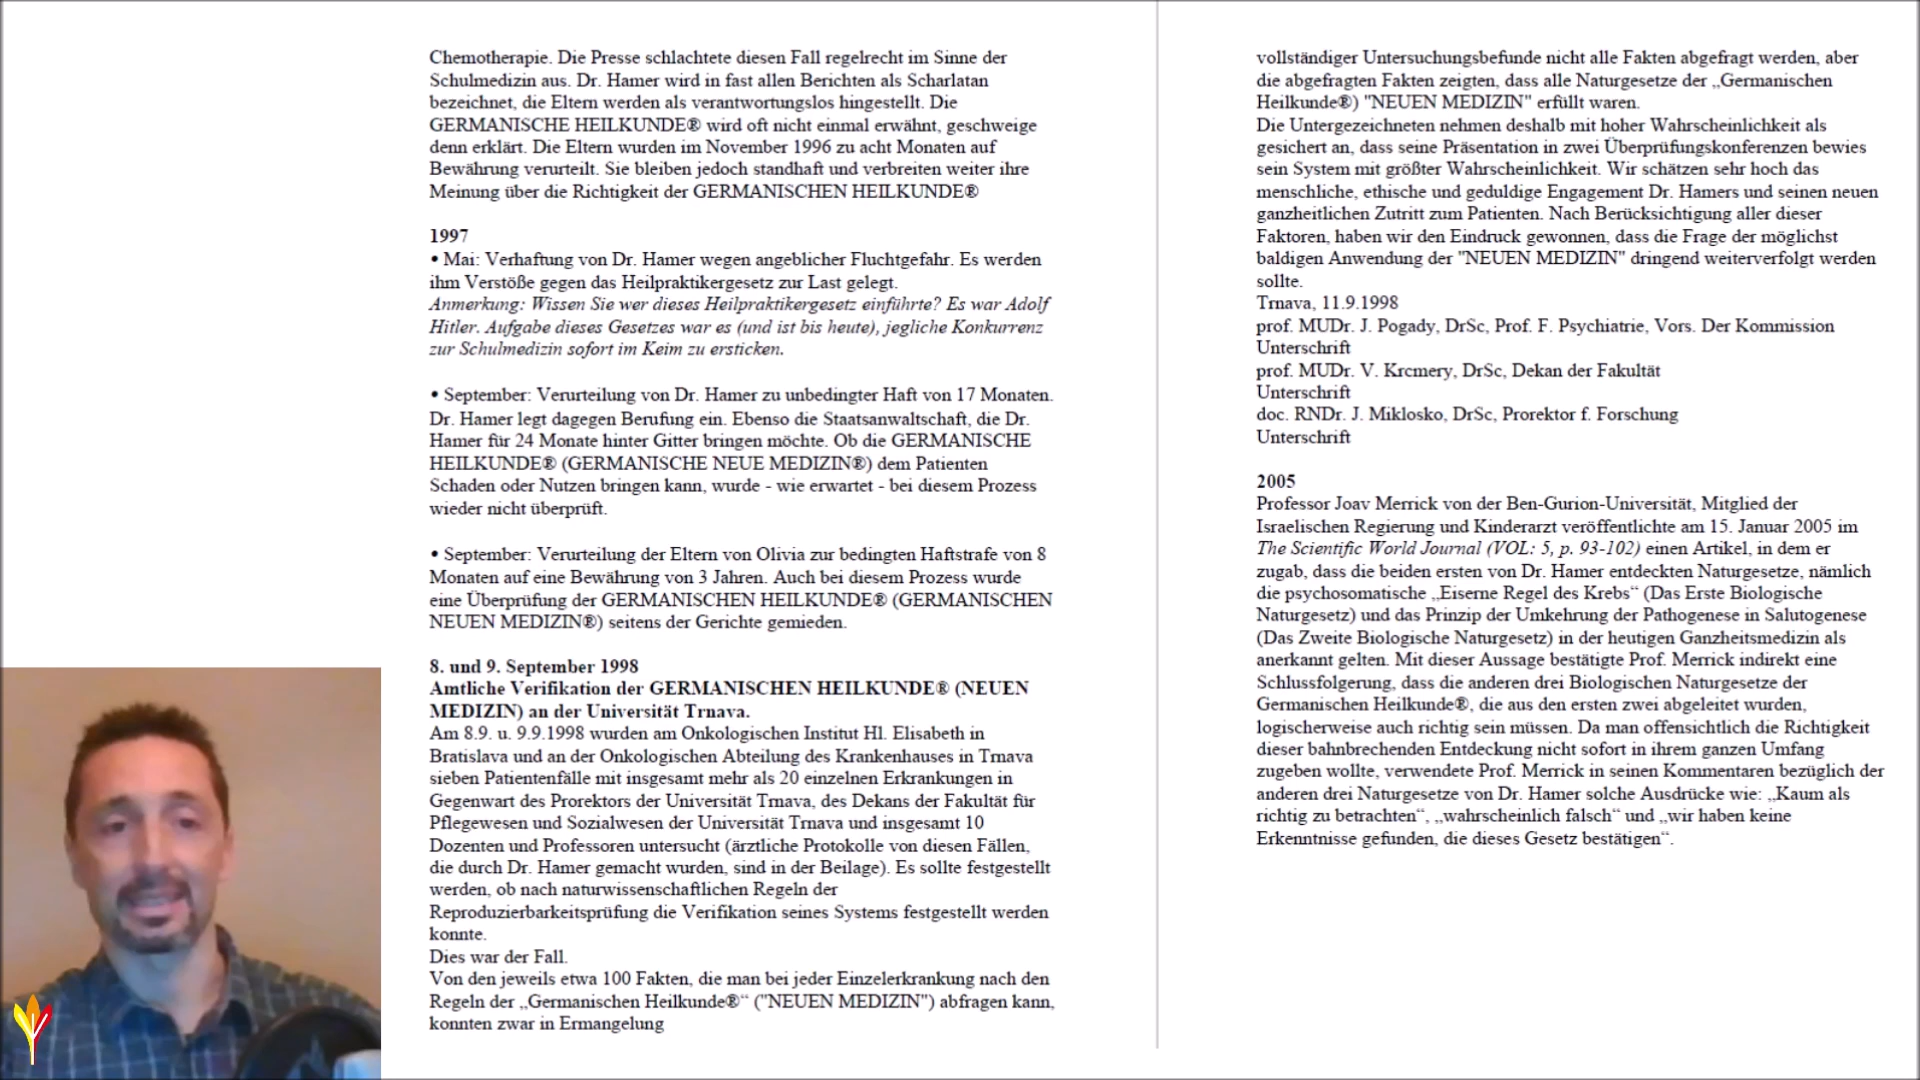 Chemotherapie. Die Presse schlachtete diesen Fall regelrecht im Sinne der
Schulmedizin aus. Dr. Hamer wird in fast allen Berichten als Scharlatan
bezeichnet, die Eltern werden als verantwortungslos hingestellt. Die
GERMANISCHE HEILKUNDE® wird oft nicht einmal erwähnt, geschweige
denn erklärt. Die Eltern wurden im November 1996 zu acht Monaten auf
Bewährung verurteilt. Sie bleiben jedoch standhaft und verbreiten weiter ihre
Meinung über die Richtigkeit der GERMANISCHEN HEILKUNDE®
1997
• Mai: Verhaftung von Dr. Hamer wegen angeblicher Fluchtgefahr. Es werden
ihm Verstöße gegen das Heilpraktikergesetz zur Last gelegt.
Anmerkung: Wissen Sie wer dieses Heilpraktikergesetz einführte? Es war Adolf
Hitler. Aufgabe dieses Gesetzes war es (und ist bis heute), jegliche Konkurrenz
zur Schulmedizin sofort im Keim zu ersticken.
• September: Verurteilung von Dr. Hamer zu unbedingter Haft von 17 Monaten.
Dr. Hamer legt dagegen Berufung ein. Ebenso die Staatsanwaltschaft, die Dr.
Hamer für 24 Monate hinter Gitter bringen möchte. Ob die GERMANISCHE
HEILKUNDE® (GERMANISCHE NEUE MEDIZIN®) dem Patienten
Schaden oder Nutzen bringen kann, wurde - wie erwartet - bei diesem Prozess
wieder nicht überprüft.
• September: Verurteilung der Eltern von Olivia zur bedingten Haftstrafe von 8
Monaten auf eine Bewährung von 3 Jahren. Auch bei diesem Prozess wurde
eine Überprüfung der GERMANISCHEN HEILKUNDE® (GERMANISCHEN
NEUEN MEDIZIN®) seitens der Gerichte gemieden.
8. und 9. September 1998
Amtliche Verifikation der GERMANISCHEN HEILKUNDE® (NEUEN
MEDIZIN) an der Universität Trnava.
Am 8.9. u. 9.9.1998 wurden am Onkologischen Institut Hl. Elisabeth in
Bratislava und an der Onkologischen Abteilung des Krankenhauses in Trnava
sieben Patientenfälle mit insgesamt mehr als 20 einzelnen Erkrankungen in
Gegenwart des Prorektors der Universität Trnava, des Dekans der Fakultät für
Pflegewesen und Sozialwesen der Universität Trnava und insgesamt 10
Dozenten und Professoren untersucht (ärztliche Protokolle von diesen Fällen,
die durch Dr. Hamer gemacht wurden, sind in der Beilage). Es sollte festgestellt
werden, ob nach naturwissenschaftlichen Regeln der
Reproduzierbarkeitsprüfung die Verifikation seines Systems festgestellt werden
konnte.
Dies war der Fall.
Von den jeweils etwa 100 Fakten, die man bei jeder Einzelerkrankung nach den
Regeln der „Germanischen Heilkunde®“ ("NEUEN MEDIZIN") abfragen kann,
konnten zwar in Ermangelung
vollständiger Untersuchungsbefunde nicht alle Fakten abgefragt werden, aber
die abgefragten Fakten zeigten, dass alle Naturgesetze der „Germanischen
Heilkunde®) "NEUEN MEDIZIN" erfüllt waren.
Die Untergezeichneten nehmen deshalb mit hoher Wahrscheinlichkeit als
gesichert an, dass seine Präsentation in zwei Überprüfungskonferenzen bewies
sein System mit größter Wahrscheinlichkeit. Wir schätzen sehr hoch das
menschliche, ethische und geduldige Engagement Dr. Hamers und seinen neuen
ganzheitlichen Zutritt zum Patienten. Nach Berücksichtigung aller dieser
Faktoren, haben wir den Eindruck gewonnen, dass die Frage der möglichst
baldigen Anwendung der "NEUEN MEDIZIN" dringend weiterverfolgt werden
sollte.
Trnava, 11.9.1998
prof. MUDr. J. Pogady, DrSc, Prof. F. Psychiatrie, Vors. Der Kommission
Unterschrift
prof. MUDr. V. Krcmery, DrSc, Dekan der Fakultät
Unterschrift
doc. RNDr. J. Miklosko, DrSc, Prorektor f. Forschung
Unterschrift
2005
Professor Joav Merrick von der Ben-Gurion-Universität, Mitglied der
Israelischen Regierung und Kinderarzt veröffentlichte am 15. Januar 2005 im
The Scientific World Journal (VOL: 5, p. 93-102) einen Artikel, in dem er
zugab, dass die beiden ersten von Dr. Hamer entdeckten Naturgesetze, nämlich
die psychosomatische „Eiserne Regel des Krebs“ (Das Erste Biologische
Naturgesetz) und das Prinzip der Umkehrung der Pathogenese in Salutogenese
(Das Zweite Biologische Naturgesetz) in der heutigen Ganzheitsmedizin als
anerkannt gelten. Mit dieser Aussage bestätigte Prof. Merrick indirekt eine
Schlussfolgerung, dass die anderen drei Biologischen Naturgesetze der
Germanischen Heilkunde®, die aus den ersten zwei abgeleitet wurden,
logischerweise auch richtig sein müssen. Da man offensichtlich die Richtigkeit
dieser bahnbrechenden Entdeckung nicht sofort in ihrem ganzen Umfang
zugeben wollte, verwendete Prof. Merrick in seinen Kommentaren bezüglich der
anderen drei Naturgesetze von Dr. Hamer solche Ausdrücke wie: „Kaum als
richtig zu betrachten“, „wahrscheinlich falsch“ und „wir haben keine
Erkenntnisse gefunden, die dieses Gesetz bestätigen“.